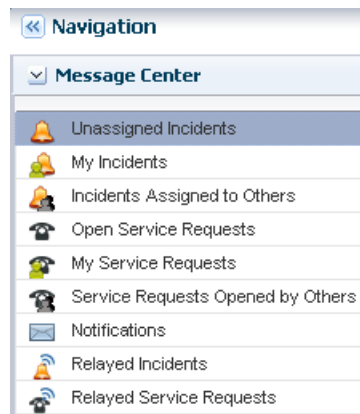 Navigation
Message Center
Unassigned Incidents
My Incidents
Incidents Assigned to Others
Open Service Requests
My Service Requests
Service Requests Opened by Others
Notifications
Relayed Incidents
Relayed Service Requests